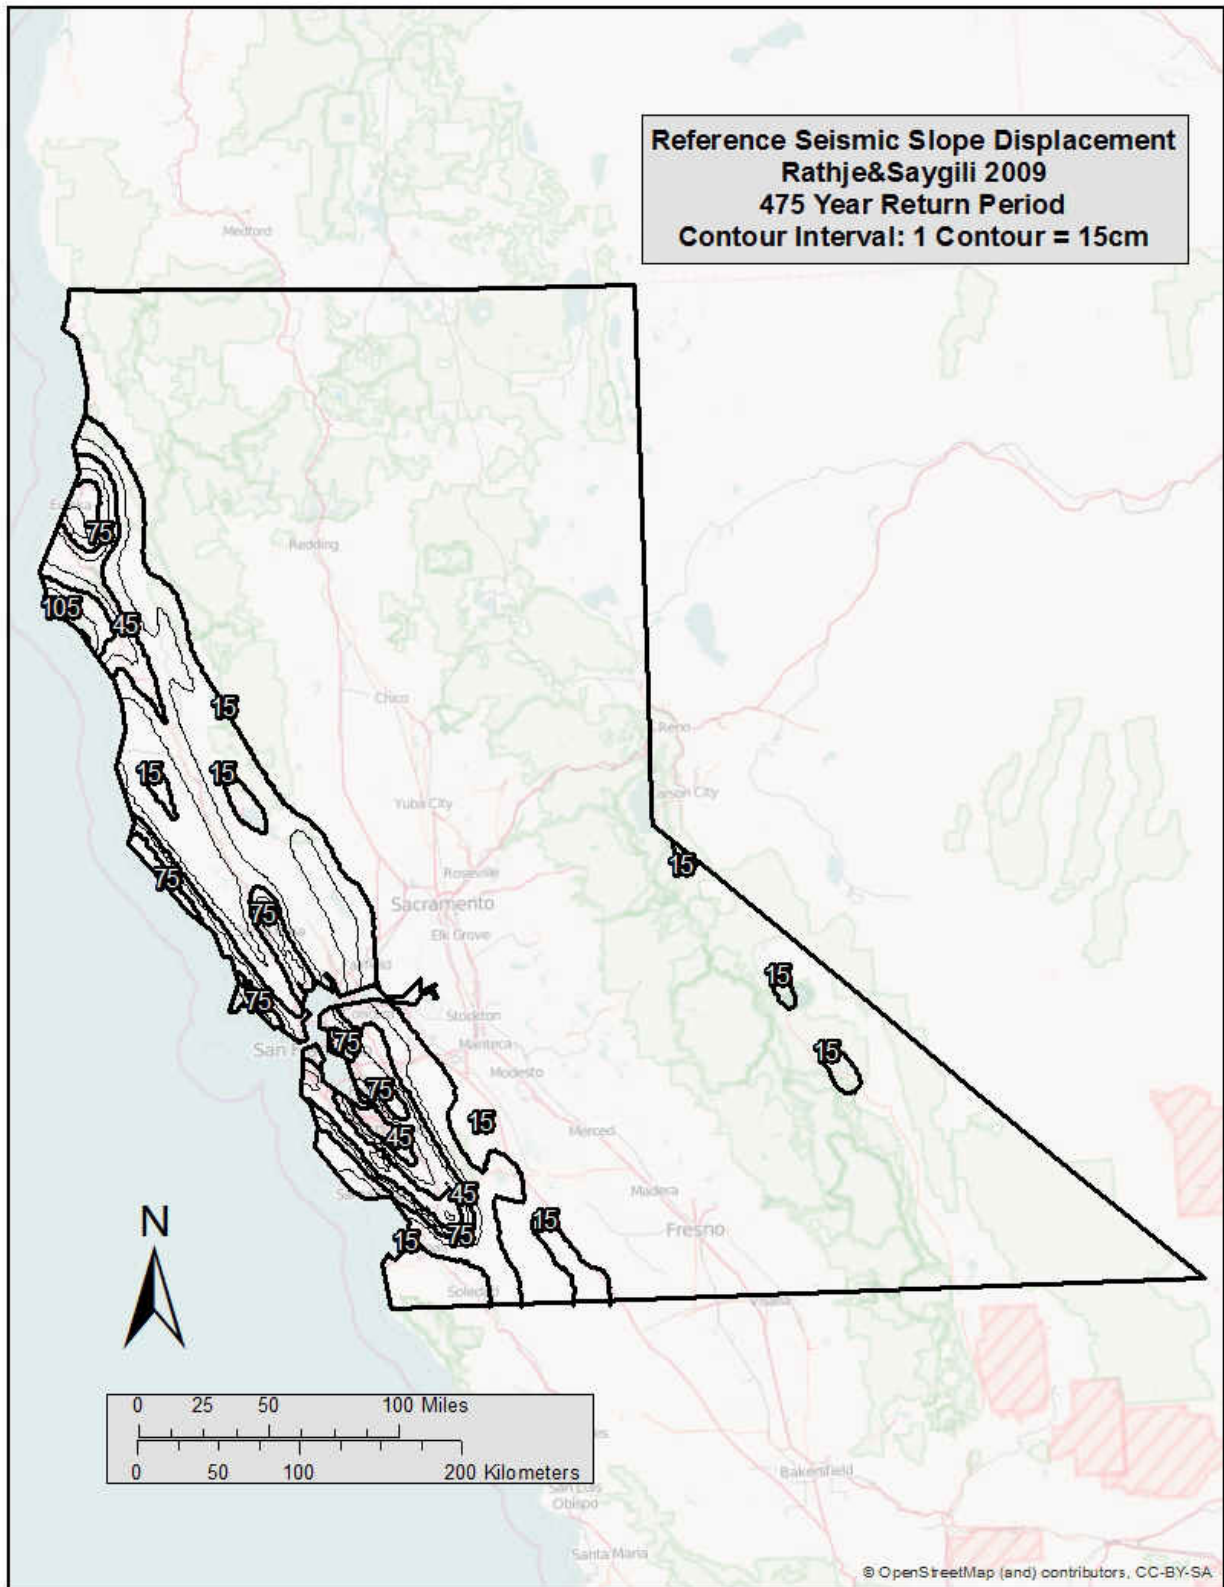 Reference Seismic Slope Displacement
Rathje&Saygili 2009
475 Year Return Period
Contour Interval: 1 Contour = 15cm
Medford
75
Redding
105
45
15
Chico
Reno
15
15
Carson City
Yuba City
15
75
Roseville
Sacramento
75
Elk Grove
15
75
Stockton
San F
75
Manteca
15
Modesto
75
15
Merced
45
45
Madera
15
75
15
Fresno
N
Soledad
0 25 50 100 Miles
0 50 100 200 Kilometers
Bakersfield
San Luis
Obispo
Santa Maria
© OpenStreetMap (and) contributors, CC-BY-SA